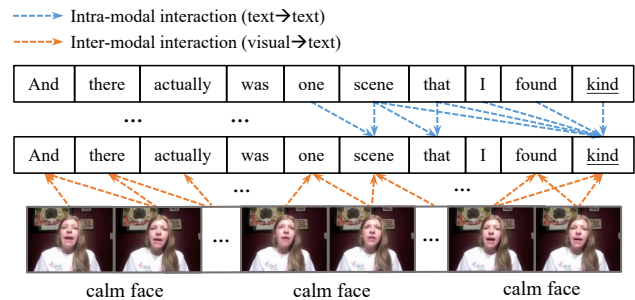 Intra-modal interaction (text→text)
Inter-modal interaction (visual→text)
And there actually was one scene that I found kind
... ...
And there actually was one scene that I found kind
... ...
... ...
calm face calm face calm face